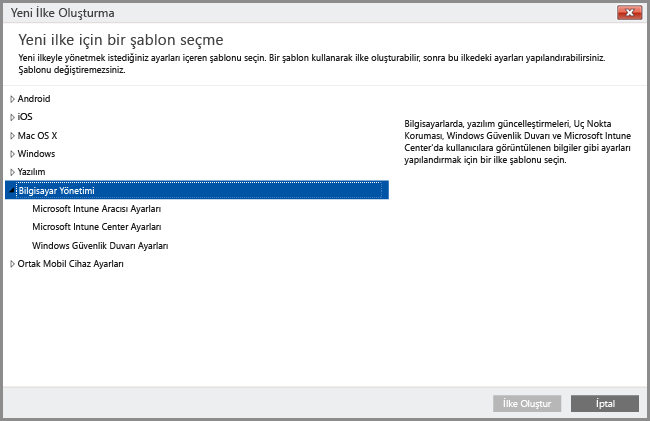 Yeni İlke Oluşturma
Yeni ilke için bir şablon seçme
Yeni ilkeyle yönetmek istediğiniz ayarları içeren şablonu seçin. Bir şablon kullanarak ilke oluşturabilir, sonra bu ilkedeki ayarları yapılandırabilirsiniz.
Şablonu değiştiremezsiniz.
Android
iOS
Mac OS X
Windows
Yazılım
Bilgisayar Yönetimi
Microsoft Intune Aracısı Ayarları
Microsoft Intune Center Ayarları
Windows Güvenlik Duvarı Ayarları
Ortak Mobil Cihaz Ayarları
Bilgisayarlarda, yazılım güncelleştirmeleri, Uç Nokta
Koruması, Windows Güvenlik Duvarı ve Microsoft Intune
Center'da kullanıcılara görüntülenen bilgiler gibi ayarları
yapılandırmak için bir ilke şablonu seçin.
İlke Oluştur
İptal